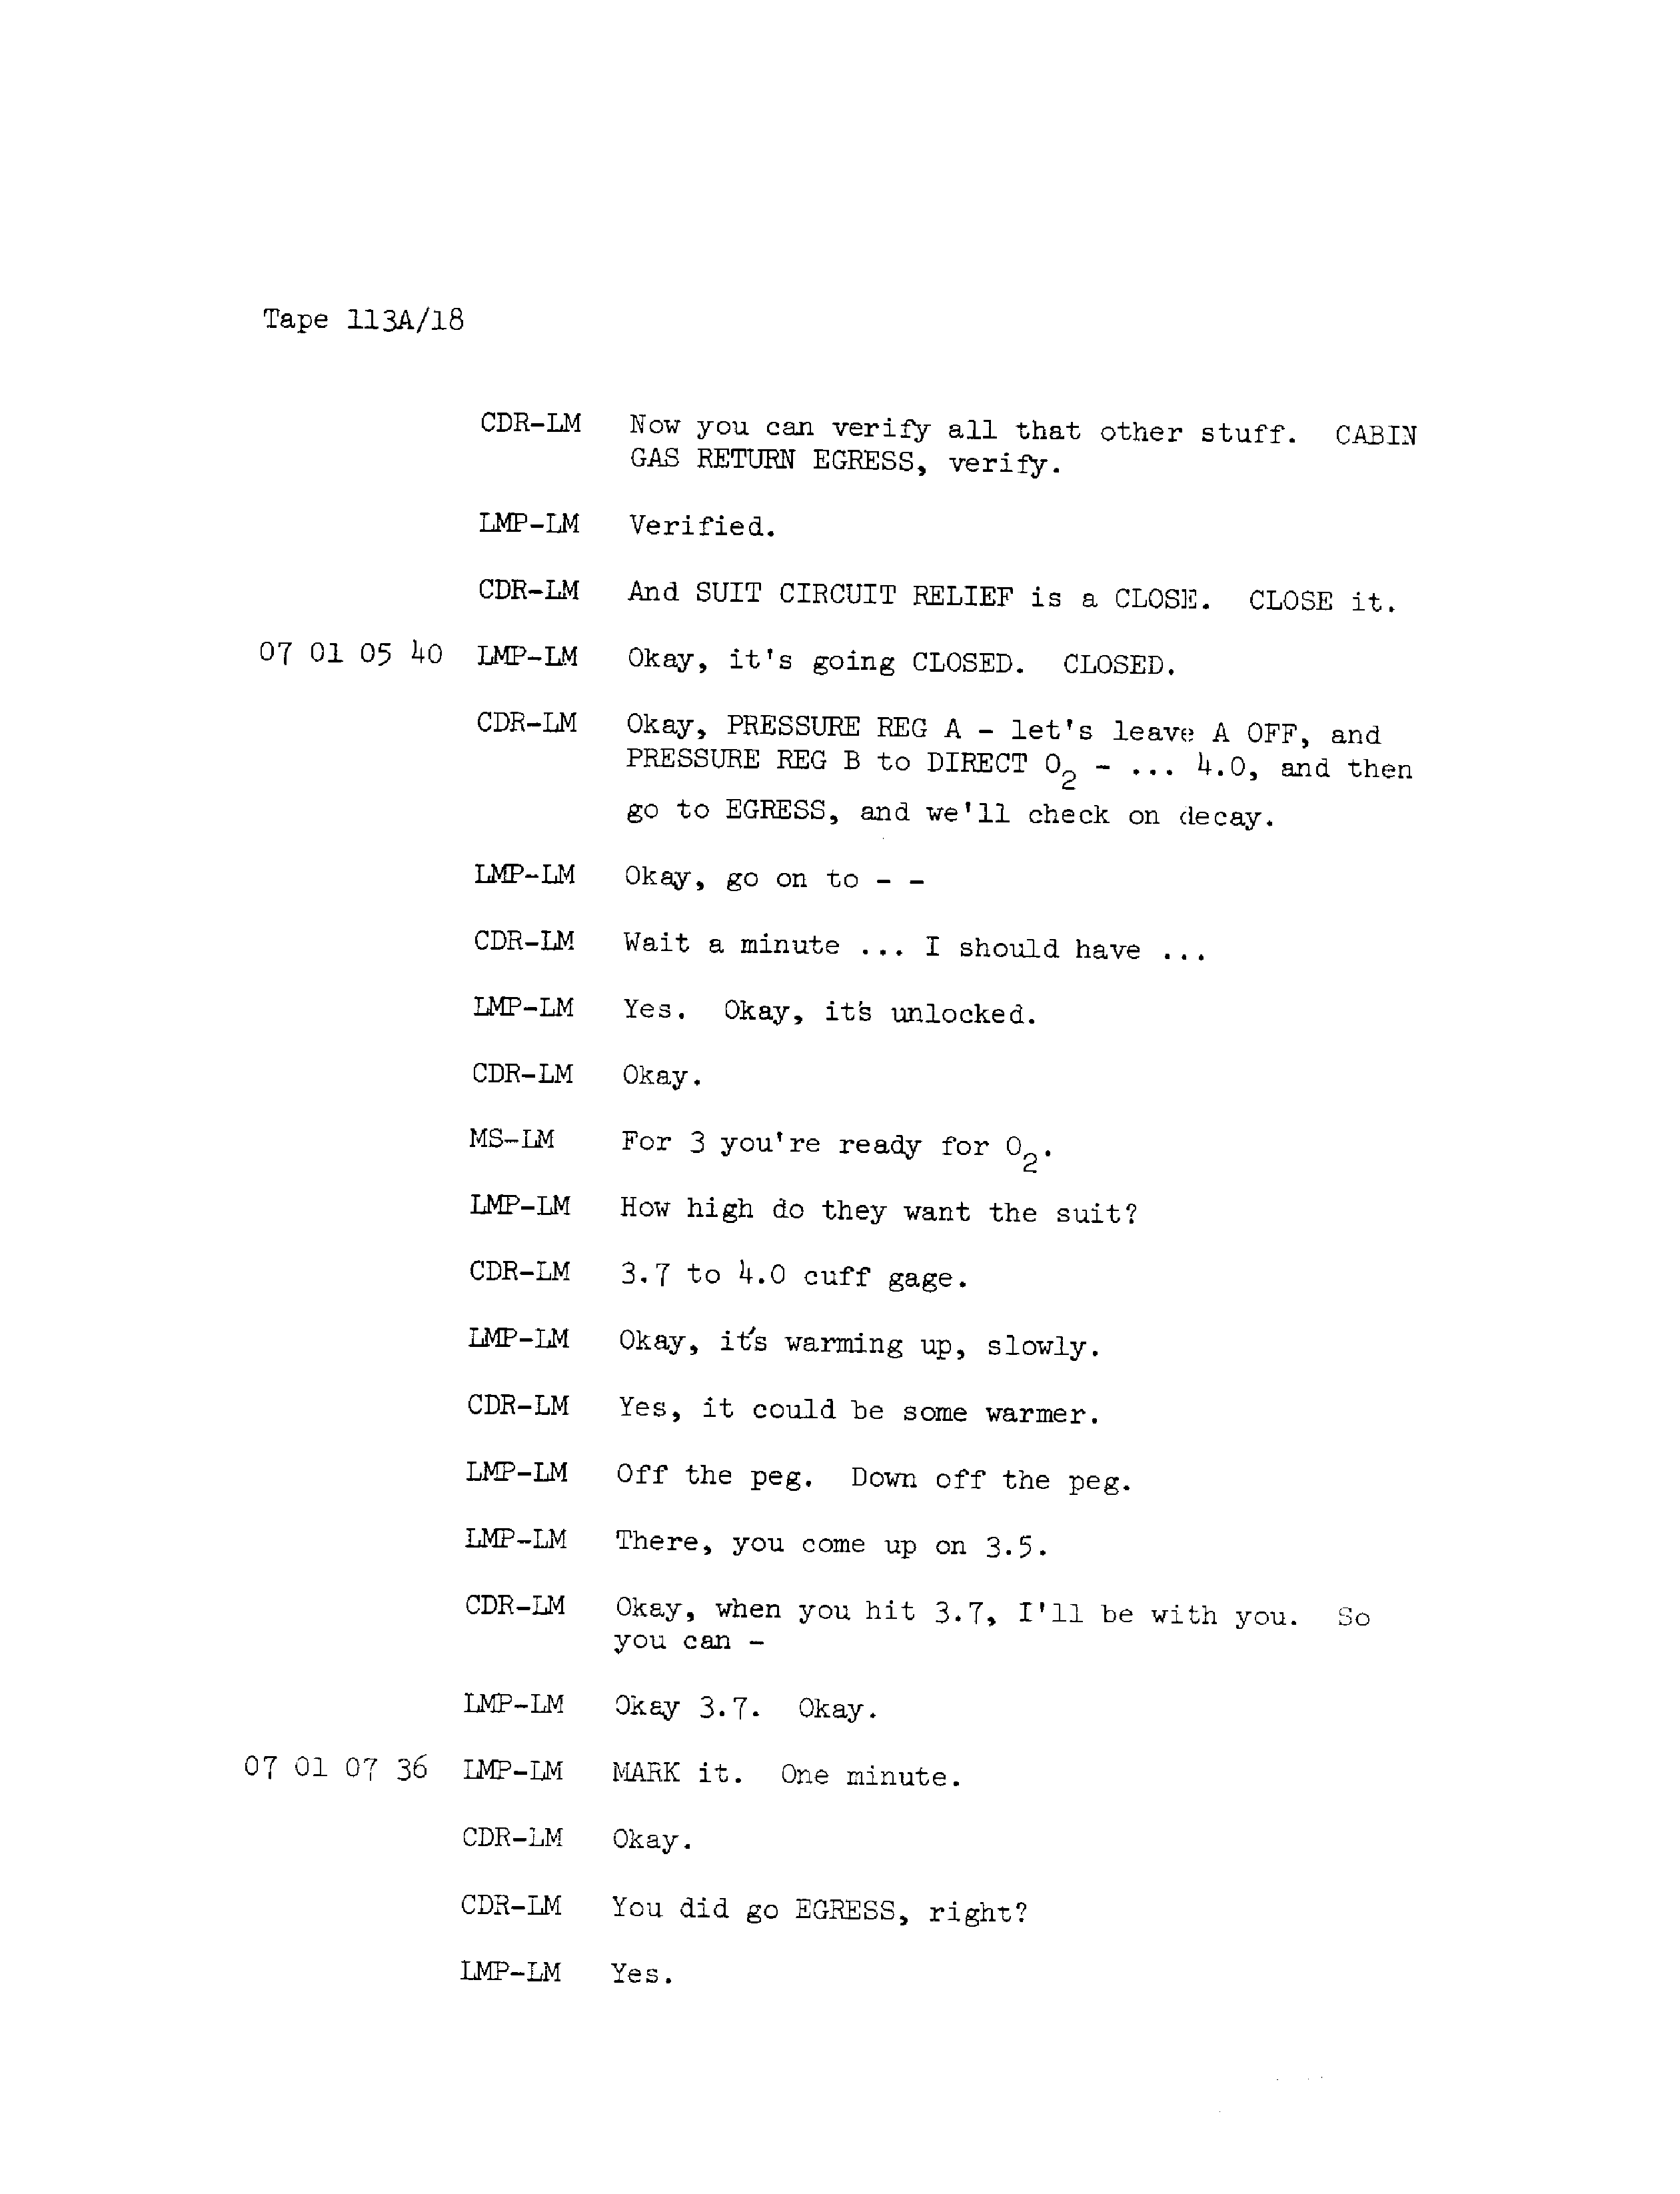 Tape 113A/18
CDR-LM Now you can verify all that other stuff. CABIN
GAS RETURN EGRESS, verify.
LMP-LM Verified.
CDR-LM And SUIT CIRCUIT RELIEF is a CLOSE. CLOSE it.
07 01 05 40 LMP-LM Okay, it's going CLOSED. CLOSED.
CDR-LM Okay, PRESSURE REG A - let's leave A OFF, and
PRESSURE REG B to DIRECT O2 - ... 4.0, and then
go to EGRESS, and we'll check on decay.
LMP-LM Okay, go on to - -
CDR-LM Wait a minute ... I should have ...
LMP-LM Yes. Okay, it's unlocked.
CDR-LM Okay.
MS-LM For 3 you're ready for O2.
LMP-LM How high do they want the suit?
CDR-LM 3.7 to 4.0 cuff gage.
LMP-LM Okay, it's warming up, slowly.
CDR-LM Yes, it could be some warmer.
LMP-LM Off the peg. Down off the peg.
LMP-LM There, you come up on 3.5.
CDR-LM Okay, when you hit 3.7, I'll be with you. So
you can -
LMP-LM Okay 3.7. Okay.
07 01 07 36 LMP-LM MARK it. One minute.
CDR-LM Okay.
CDR-LM You did go EGRESS, right?
LMP-LM Yes.